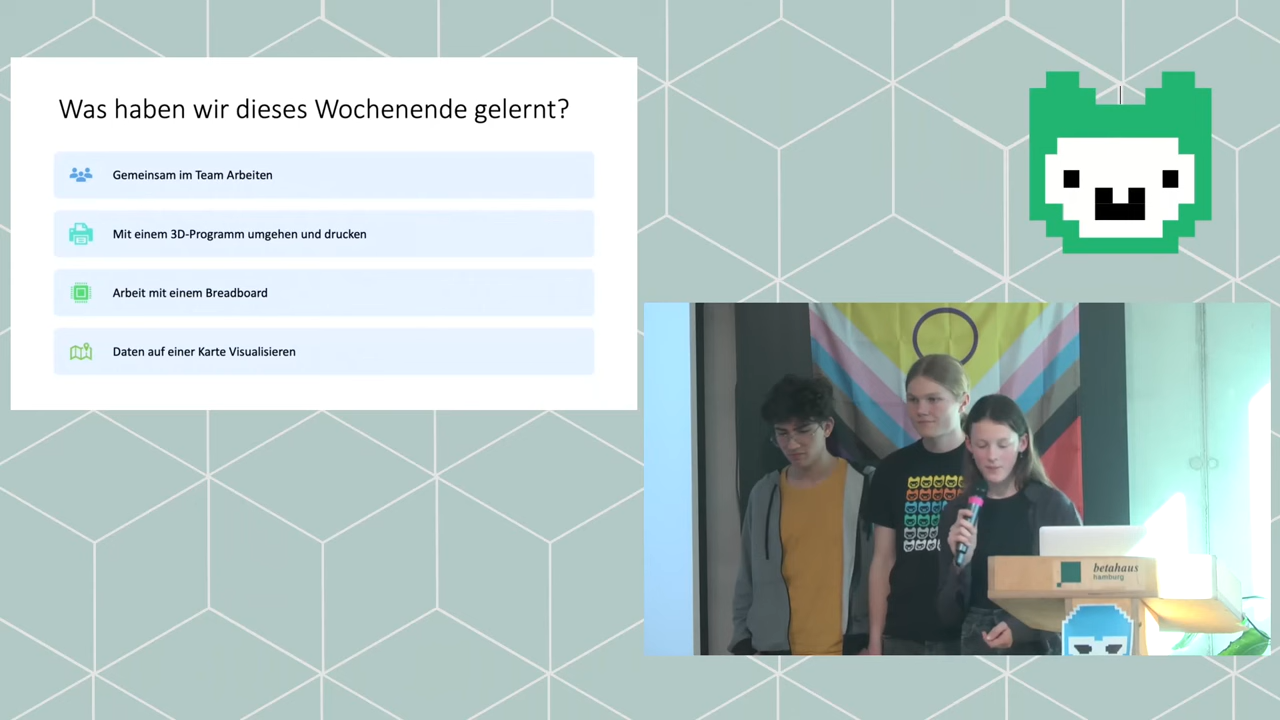 Was haben wir dieses Wochenende gelernt?
Gemeinsam im Team Arbeiten
Mit einem 3D-Programm umgehen und drucken
Arbeit mit einem Breadboard
Daten auf einer Karte Visualisieren
betahaus
hamburg